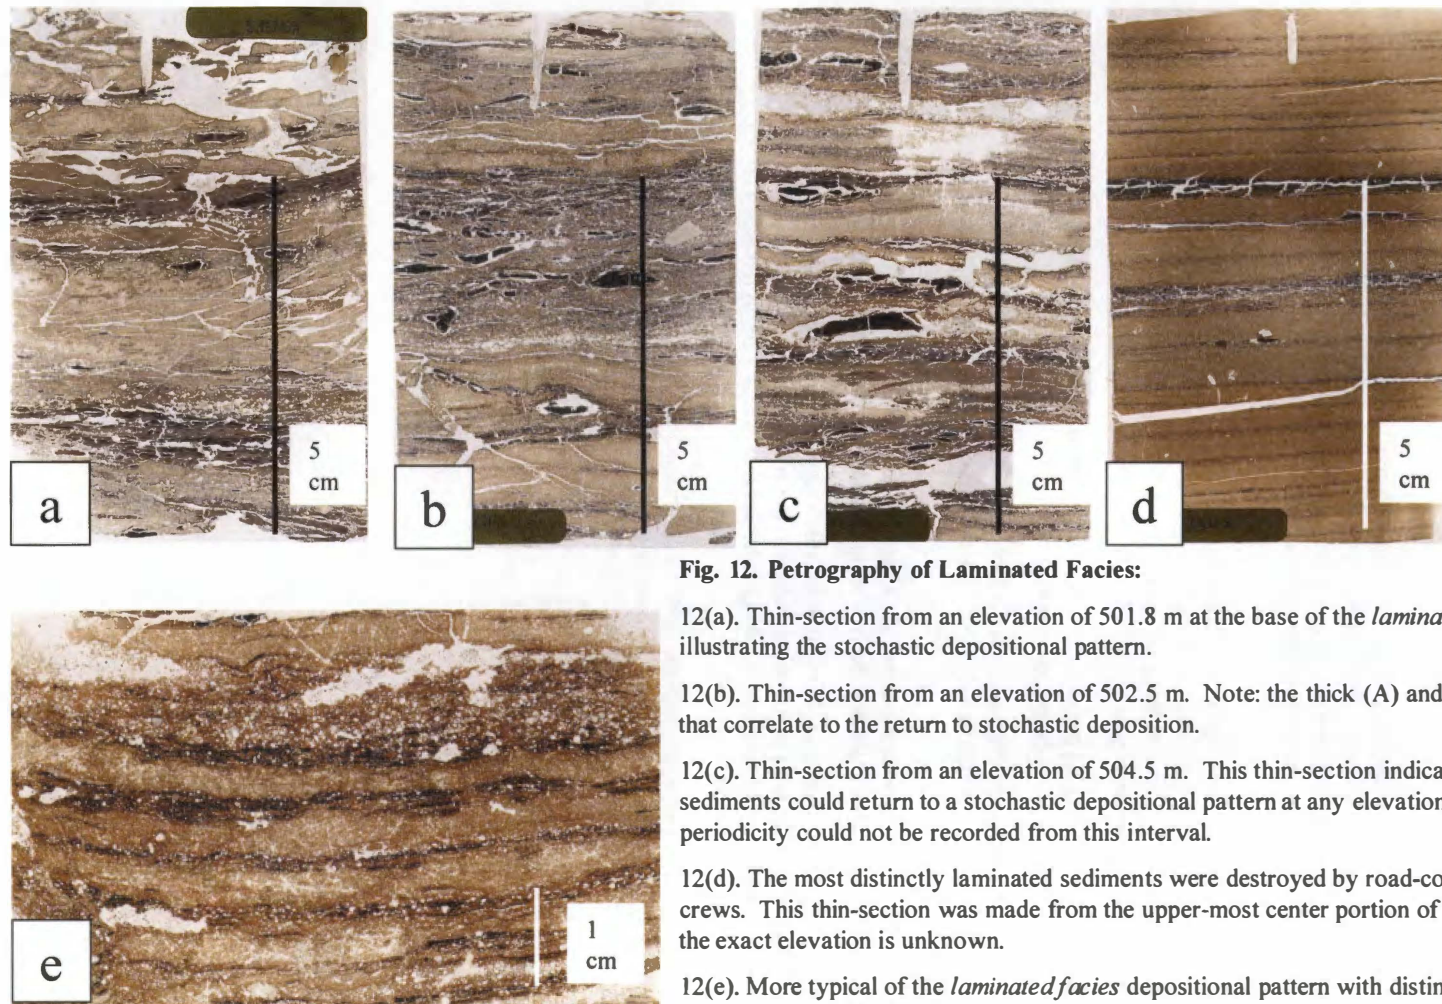 a
5
cm
b
5
cm
c
5
cm
d
5
cm
e
1
cm
Fig. 12. Petrography of Laminated Facies:
12(a). Thin-section from an elevation of 501.8 m at the base of the
illustrating the stochastic depositional pattern.
12(b). Thin-section from an elevation of 502.5 m. Note: the thick (A) and
that correlate to the return to stochastic deposition.
12(c). Thin-section from an elevation of 504.5 m. This thin-section
sediments could return to a stochastic depositional pattern at any elevation
periodicity could not be recorded from this interval.
12(d). The most distinctly laminated sediments were destroyed by
crews. This thin-section was made from the upper-most center portion of
the exact elevation is unknown.
12(e). More typical of the laminated facies depositional pattern with